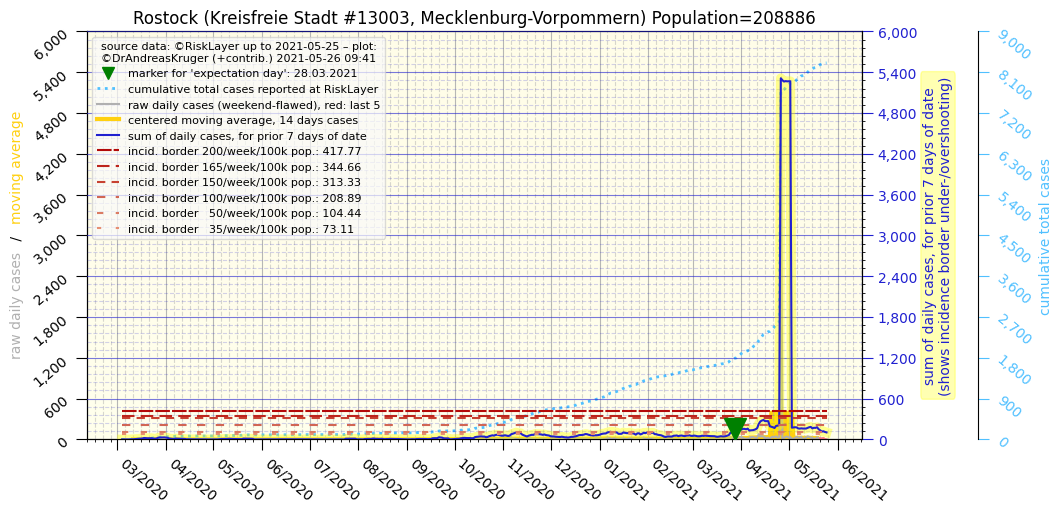 Rostock (Kreisfreie Stadt #13003, Mecklenburg-Vorpommern) Population=208886
source data: ©RiskLayer up to 2021-05-25 – plot:
©DrAndreasKruger (+contrib.) 2021-05-26 09:41
marker for 'expectation day': 28.03.2021
cumulative total cases reported at RiskLayer
raw daily cases (weekend-flawed), red: last 5
centered moving average, 14 days cases
sum of daily cases, for prior 7 days of date
incid. border 200/week/100k pop.: 417.77
incid. border 165/week/100k pop.: 344.66
incid. border 150/week/100k pop.: 313.33
incid. border 100/week/100k pop.: 208.89
incid. border 50/week/100k pop.: 104.44
incid. border 35/week/100k pop.: 73.11
raw daily cases / moving average
6,000
5,400
4,800
4,200
3,600
3,000
2,400
1,800
1,200
600
0
03/2020
04/2020
05/2020
06/2020
07/2020
08/2020
09/2020
10/2020
11/2020
12/2020
01/2021
02/2021
03/2021
04/2021
05/2021
06/2021
6,000
5,400
4,800
4,200
3,600
3,000
2,400
1,800
1,200
600
0
sum of daily cases, for prior 7 days of date
(shows incidence border under-/overshooting)
9,000
8,100
7,200
6,300
5,400
4,500
3,600
2,700
1,800
900
0
cumulative total cases